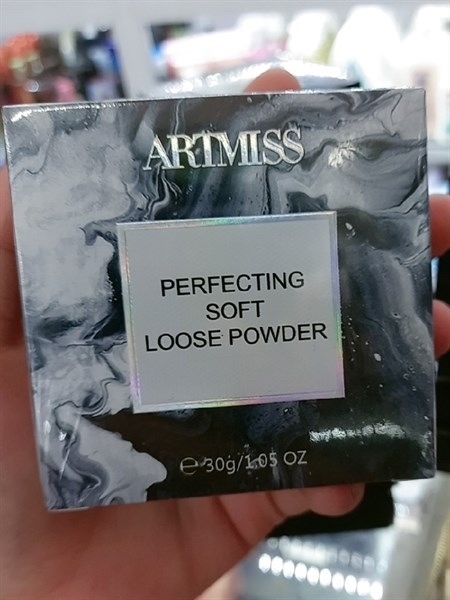 ARTMISS
PERFECTING
SOFT
LOOSE POWDER
℮ 30g/1.05 OZ